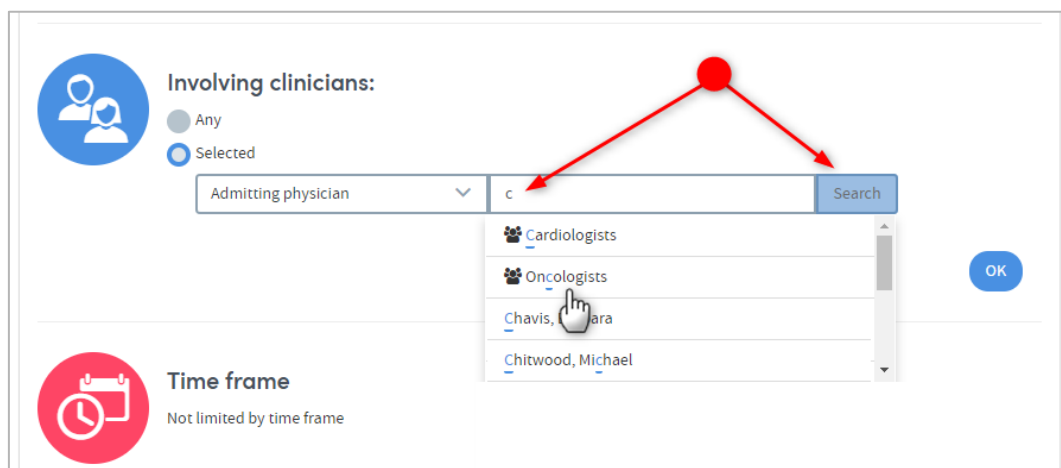 Involving clinicians:
Any
Selected
Admitting physician
c
Search
Cardiologists
Oncologists
OK
Chavis, ara
Chitwood, Michael
Time frame
Not limited by time frame